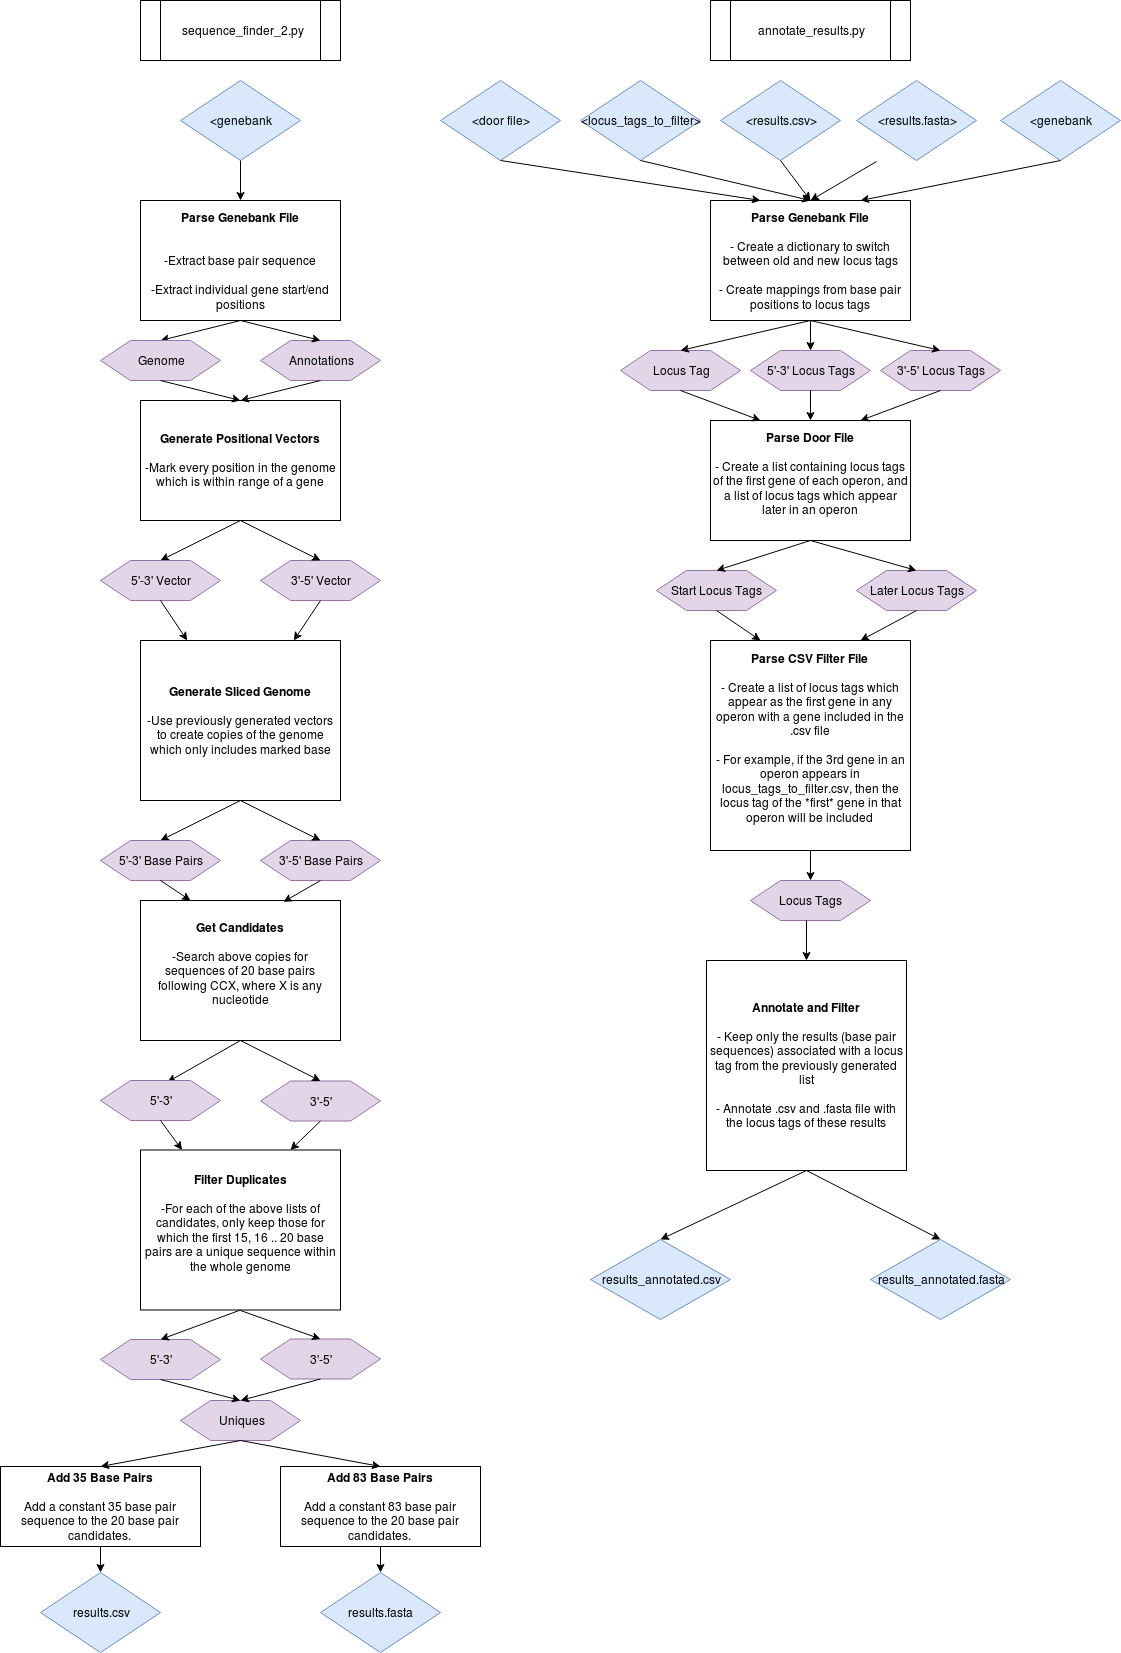 sequence_finder_2.py
<genebank
Parse Genebank File
-Extract base pair sequence
-Extract individual gene start/end
positions
Genome
Annotations
Generate Positional Vectors
-Mark every position in the genome
which is within range of a gene
5'-3' Vector
3'-5' Vector
Generate Sliced Genome
-Use previously generated vectors
to create copies of the genome
which only includes marked base
5'-3' Base Pairs
3'-5' Base Pairs
Get Candidates
-Search above copies for
sequences of 20 base pairs
following CCX, where X is any
nucleotide
5'-3'
3'-5'
Filter Duplicates
-For each of the above lists of
candidates, only keep those for
which the first 15, 16 .. 20 base
pairs are a unique sequence within
the whole genome
5'-3'
3'-5'
Uniques
Add 35 Base Pairs
Add a constant 35 base pair
sequence to the 20 base pair
candidates.
Add 83 Base Pairs
Add a constant 83 base pair
sequence to the 20 base pair
candidates.
results.csv
results.fasta
annotate_results.py
<door file>
<locus_tags_to_filter>
<results.csv>
<results.fasta>
<genebank
Parse Genebank File
- Create a dictionary to switch
between old and new locus tags
- Create mappings from base pair
positions to locus tags
Locus Tag
5'-3' Locus Tags
3'-5' Locus Tags
Parse Door File
- Create a list containing locus tags
of the first gene of each operon, and
a list of locus tags which appear
later in an operon
Start Locus Tags
Later Locus Tags
Parse CSV Filter File
- Create a list of locus tags which
appear as the first gene in any
operon with a gene included in the
.csv file
- For example, if the 3rd gene in an
operon appears in
locus_tags_to_filter.csv, then the
locus tag of the *first* gene in that
operon will be included
Locus Tags
Annotate and Filter
- Keep only the results (base pair
sequences) associated with a locus
tag from the previously generated
list
- Annotate .csv and .fasta file with
the locus tags of these results
results_annotated.csv
results_annotated.fasta